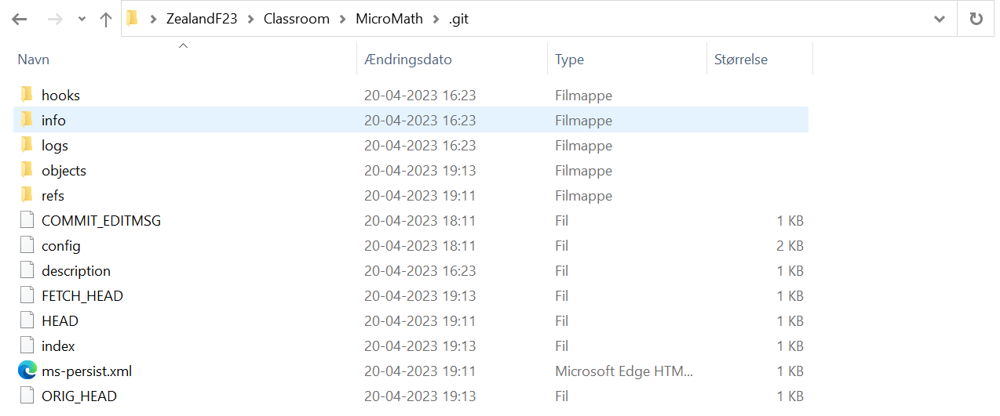 ZealandF23 > Classroom > MicroMath > .git
Navn Ændringsdato Type Størrelse
hooks 20-04-2023 16:23 Filmappe
info 20-04-2023 16:23 Filmappe
logs 20-04-2023 16:23 Filmappe
objects 20-04-2023 19:13 Filmappe
refs 20-04-2023 19:11 Filmappe
COMMIT_EDITMSG 20-04-2023 18:11 Fil 1 KB
config 20-04-2023 18:11 Fil 2 KB
description 20-04-2023 16:23 Fil 1 KB
FETCH_HEAD 20-04-2023 19:13 Fil 1 KB
HEAD 20-04-2023 19:11 Fil 1 KB
index 20-04-2023 19:13 Fil 1 KB
ms-persist.xml 20-04-2023 19:11 Microsoft Edge HTM... 1 KB
ORIG_HEAD 20-04-2023 19:13 Fil 1 KB